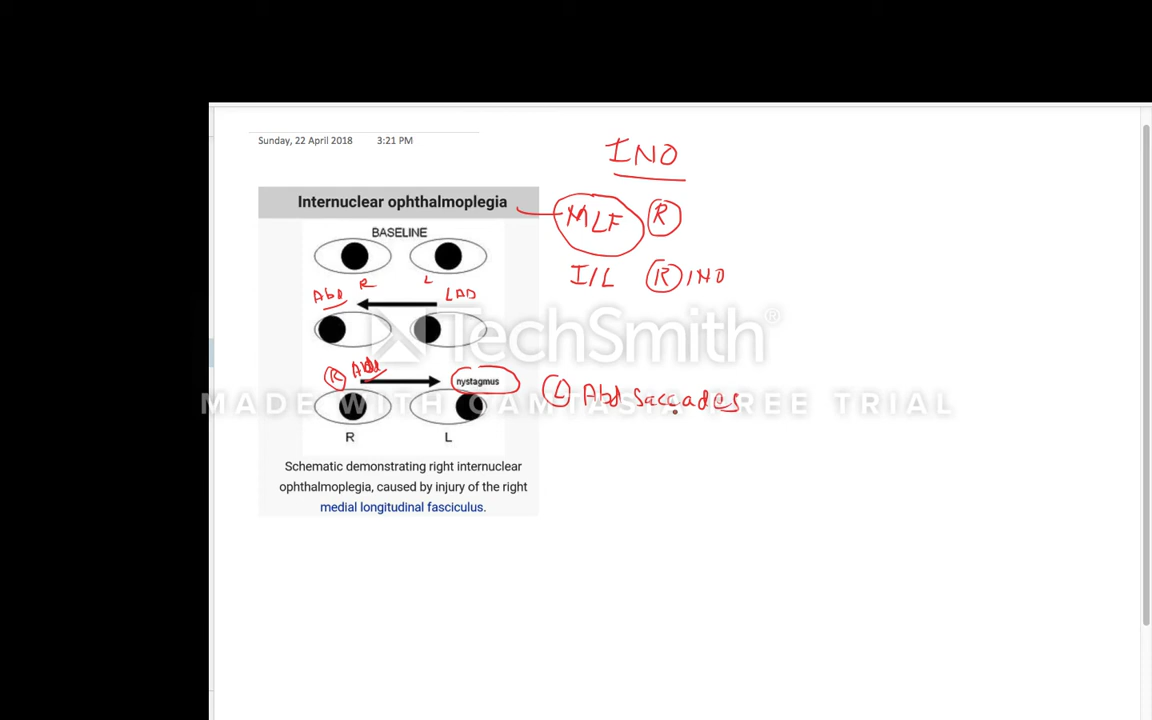 Sunday, 22 April 2018 3:21 PM
INO
Internuclear ophthalmoplegia
MLF R
BASELINE
I/L R INO
R L
Abd LAD
TechSmith®
R Abd nystagmus
L Abd Saccades
MADE WITH CAMTASIA FREE TRIAL
R L
Schematic demonstrating right internuclear
ophthalmoplegia, caused by injury of the right
medial longitudinal fasciculus.